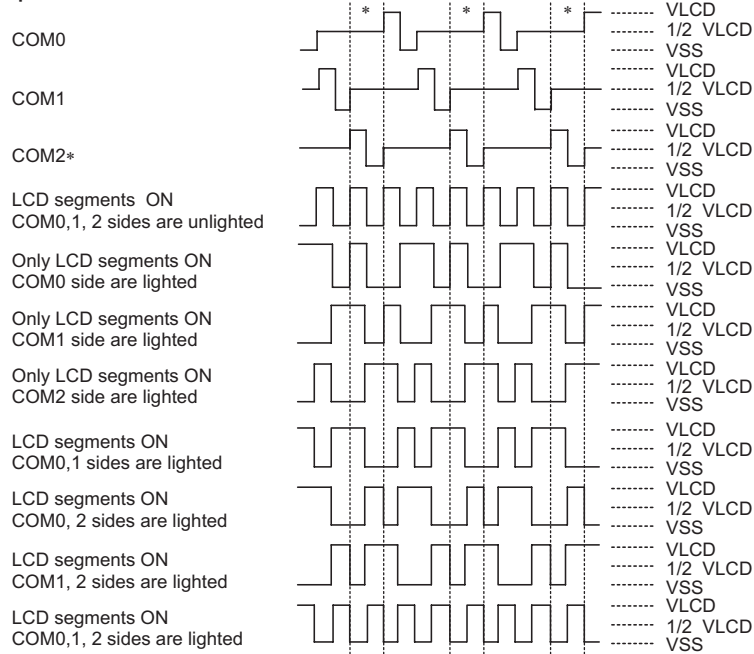 * * *
COM0
VLCD
1/2 VLCD
VSS
COM1
VLCD
1/2 VLCD
VSS
COM2*
VLCD
1/2 VLCD
VSS
LCD segments ON
COM0,1, 2 sides are unlighted
VLCD
1/2 VLCD
VSS
Only LCD segments ON
COM0 side are lighted
VLCD
1/2 VLCD
VSS
Only LCD segments ON
COM1 side are lighted
VLCD
1/2 VLCD
VSS
Only LCD segments ON
COM2 side are lighted
VLCD
1/2 VLCD
VSS
LCD segments ON
COM0,1 sides are lighted
VLCD
1/2 VLCD
VSS
LCD segments ON
COM0, 2 sides are lighted
VLCD
1/2 VLCD
VSS
LCD segments ON
COM1, 2 sides are lighted
VLCD
1/2 VLCD
VSS
LCD segments ON
COM0,1, 2 sides are lighted
VLCD
1/2 VLCD
VSS